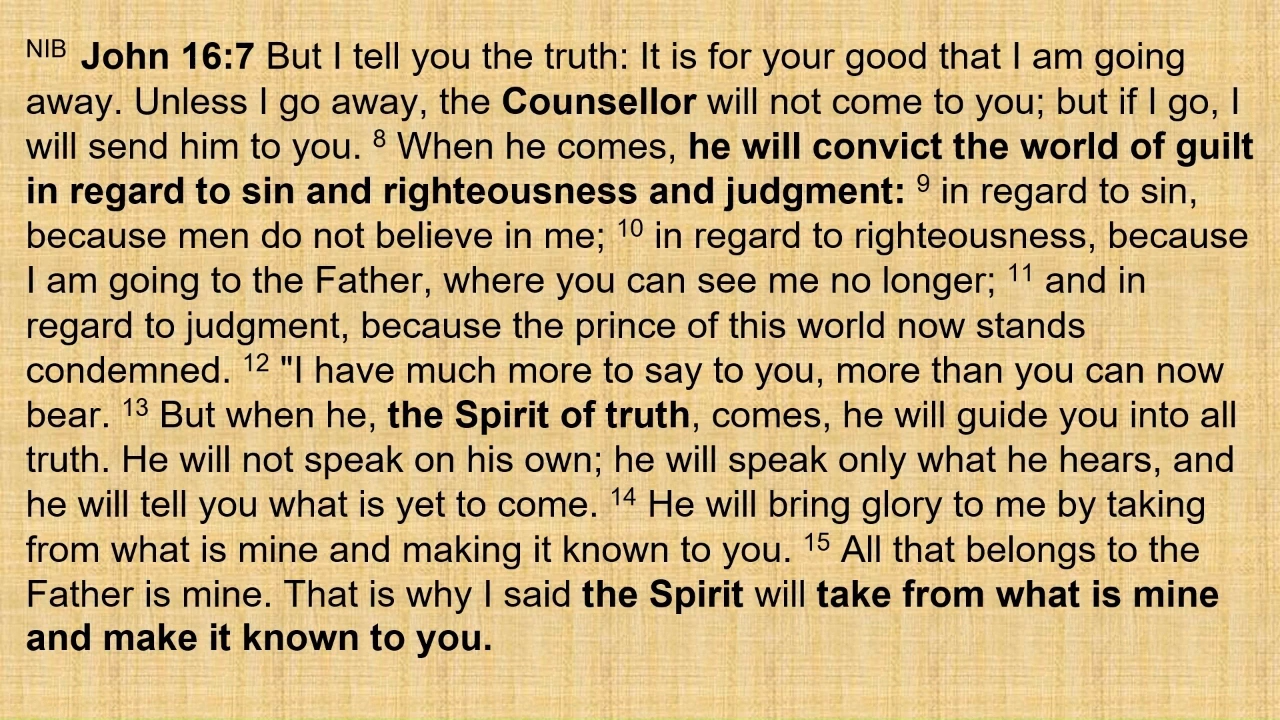 NIB John 16:7 But I tell you the truth: It is for your good that I am going
away. Unless I go away, the Counsellor will not come to you; but if I go, I
will send him to you. 8 When he comes, he will convict the world of guilt
in regard to sin and righteousness and judgment: 9 in regard to sin,
because men do not believe in me; 10 in regard to righteousness, because
I am going to the Father, where you can see me no longer; 11 and in
regard to judgment, because the prince of this world now stands
condemned. 12 "I have much more to say to you, more than you can now
bear. 13 But when he, the Spirit of truth, comes, he will guide you into all
truth. He will not speak on his own; he will speak only what he hears, and
he will tell you what is yet to come. 14 He will bring glory to me by taking
from what is mine and making it known to you. 15 All that belongs to the
Father is mine. That is why I said the Spirit will take from what is mine
and make it known to you.